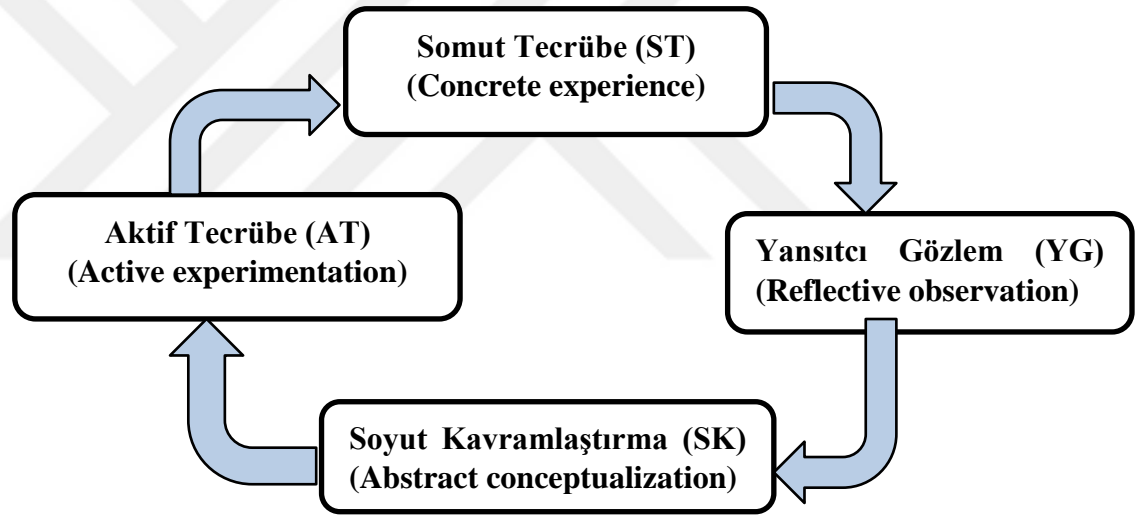 Somut Tecrübe (ST)
(Concrete experience)
Aktif Tecrübe (AT)
(Active experimentation)
Yansıtcı Gözlem (YG)
(Reflective observation)
Soyut Kavramlaştırma (SK)
(Abstract conceptualization)